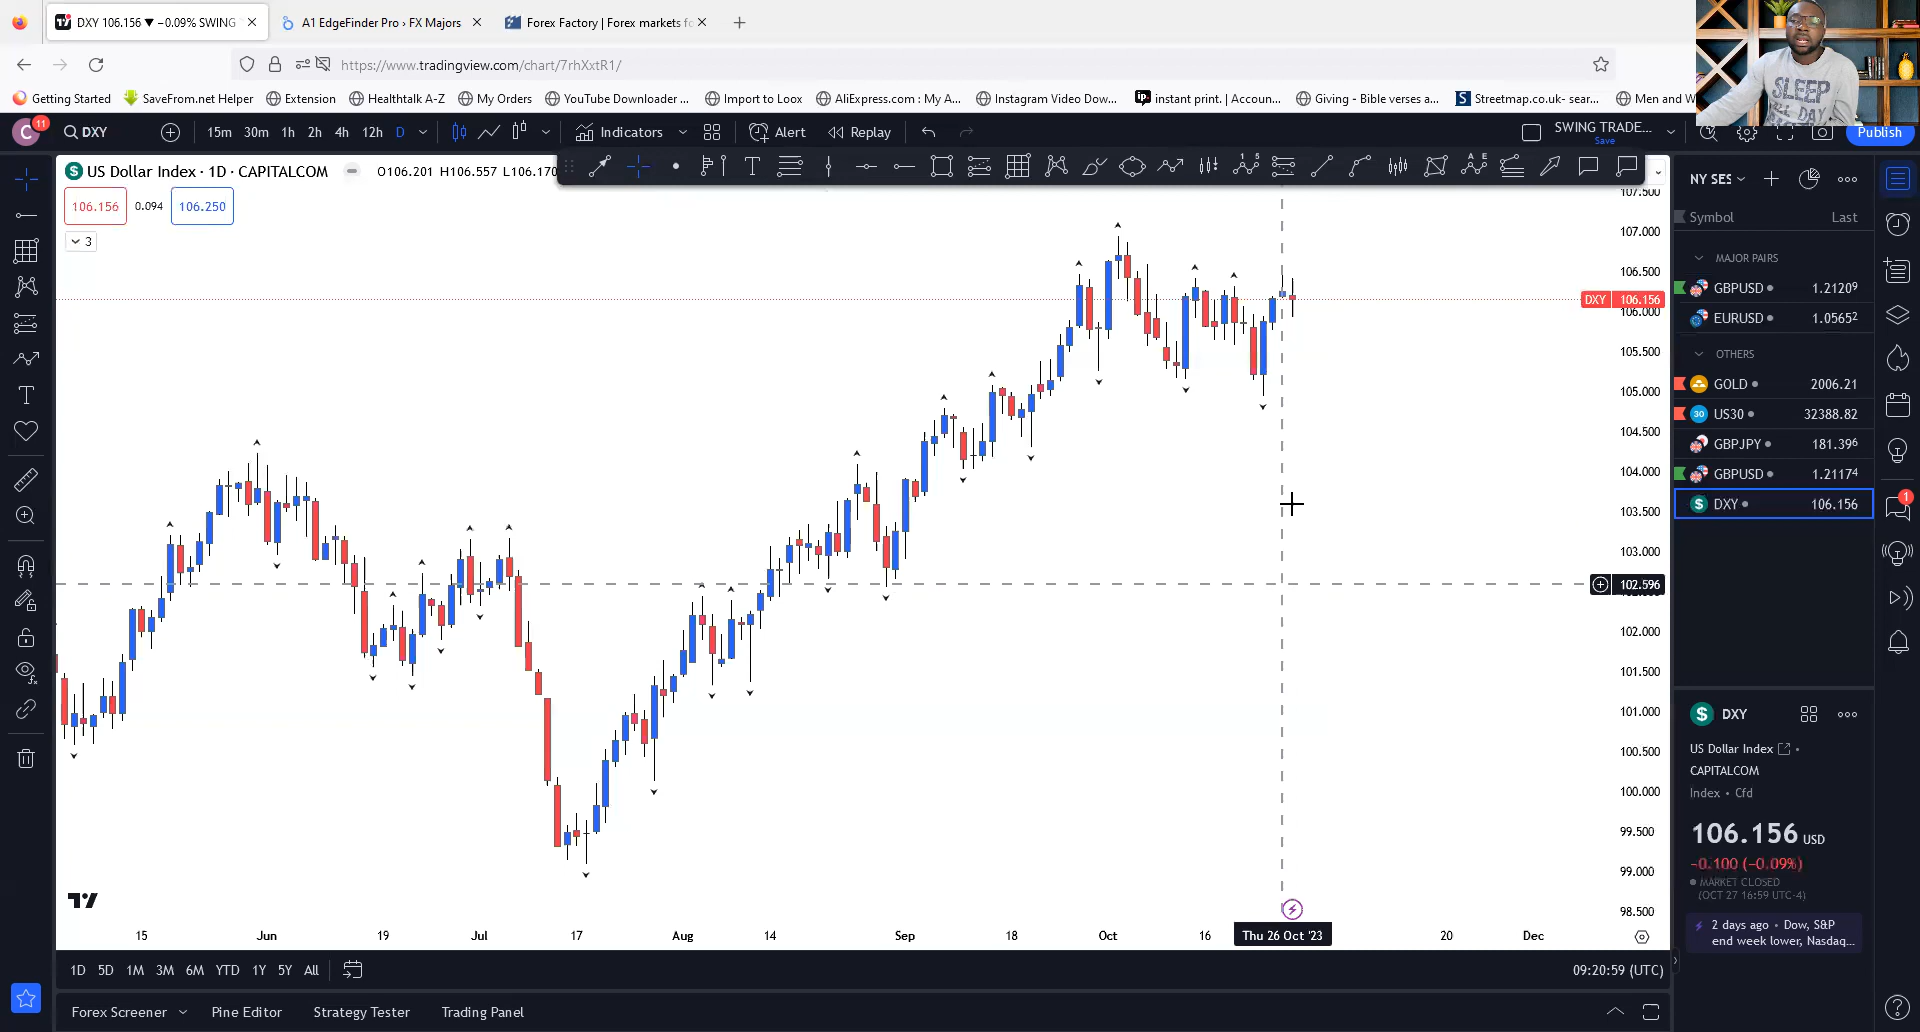 DXY 106.156 ▼ −0.09% SWING
A1 EdgeFinder Pro › FX Majors
Forex Factory | Forex markets fo
https://www.tradingview.com/chart/7rhXxtR1/
Getting Started
SaveFrom.net Helper
Extension
Healthtalk A-Z
My Orders
YouTube Downloader ...
Import to Loox
AliExpress.com : My A...
Instagram Video Dow...
instant print. | Accoun...
Giving - Bible verses a...
Streetmap.co.uk- sear...
Men and W
SLEEP
ALL DAY
C 11
DXY
15m 30m 1h 2h 4h 12h D
Indicators
Alert
Replay
SWING TRADE...
Save
Publish
US Dollar Index · 1D · CAPITALCOM
O106.201 H106.557 L106.170
106.156 0.094 106.250
3
107.500
107.000
106.500
DXY 106.156
106.000
105.500
105.000
104.500
104.000
103.500
103.000
102.596
102.000
101.500
101.000
100.500
100.000
99.500
99.000
98.500
15 Jun 19 Jul 17 Aug 14 Sep 18 Oct 16 Thu 26 Oct '23 20 Dec
1D 5D 1M 3M 6M YTD 1Y 5Y All
09:20:59 (UTC)
Forex Screener
Pine Editor
Strategy Tester
Trading Panel
NY SES
Symbol Last
MAJOR PAIRS
GBPUSD 1.21209
EURUSD 1.05652
OTHERS
GOLD 2006.21
US30 32388.82
GBPJPY 181.396
GBPUSD 1.21174
DXY 106.156
1
DXY
US Dollar Index
CAPITALCOM
Index • Cfd
106.156 USD
−0.100 (−0.09%)
MARKET CLOSED
(OCT 27 16:59 UTC-4)
2 days ago • Dow, S&P
end week lower, Nasdaq...